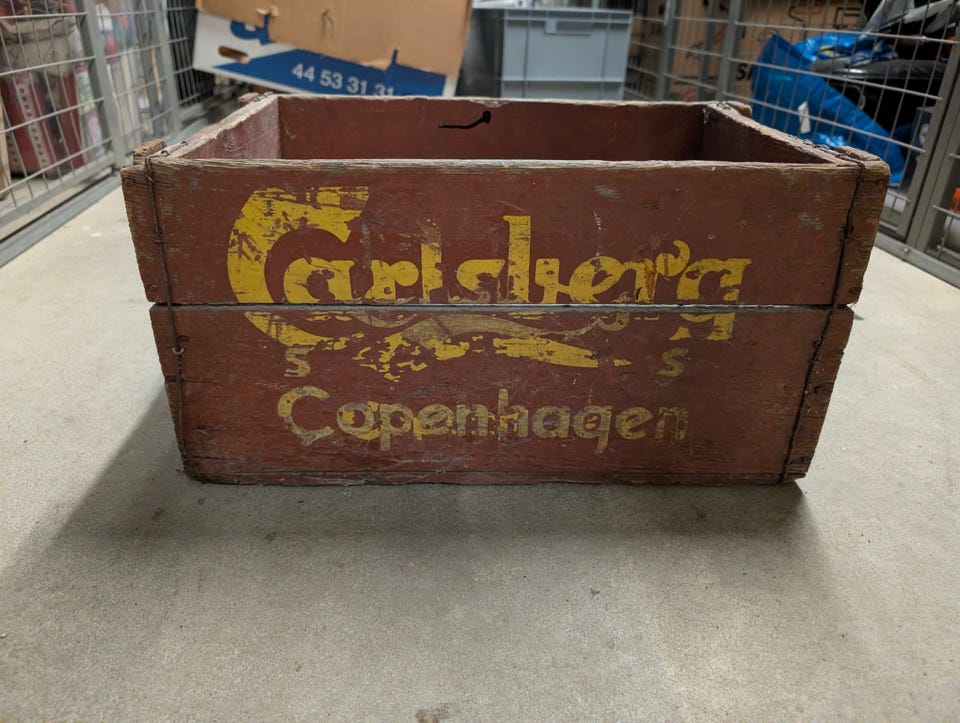 44 53 31 31
Carlsberg
S S
Copenhagen